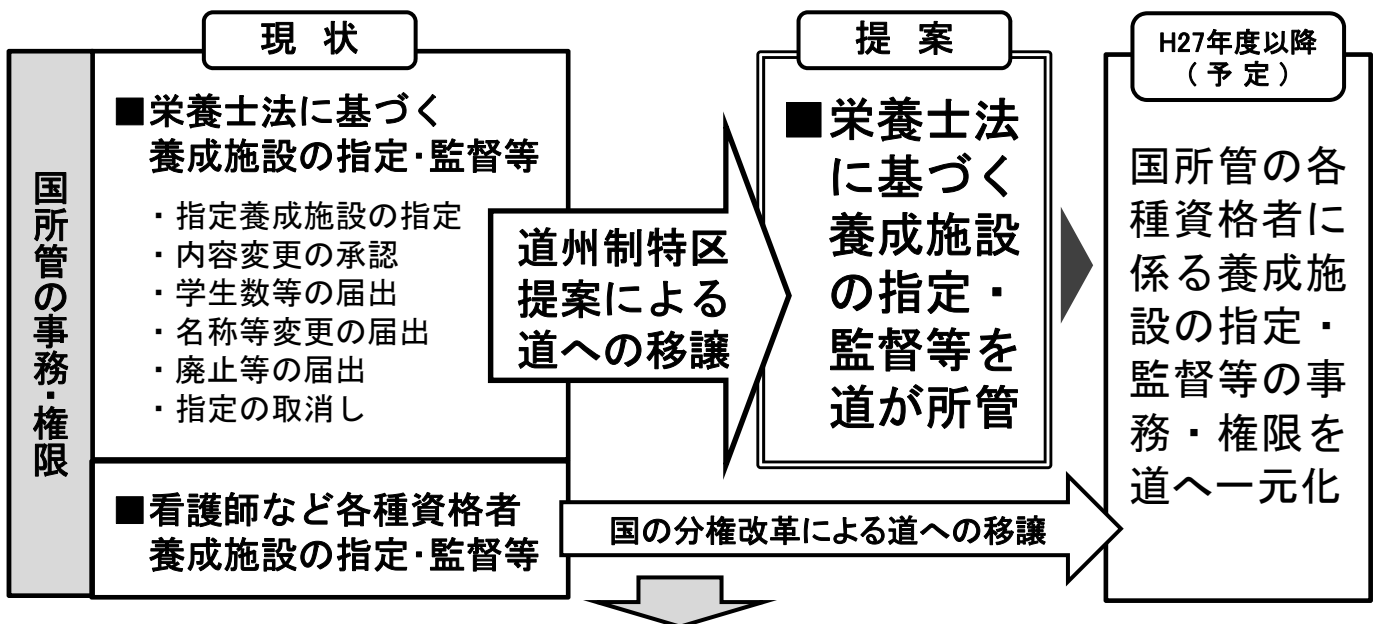 現 状
国所管の事務・権限
■栄養士法に基づく
養成施設の指定・監督等
・指定養成施設の指定
・内容変更の承認
・学生数等の届出
・名称等変更の届出
・廃止等の届出
・指定の取消し
■看護師など各種資格者
養成施設の指定・監督等
道州制特区
提案による
道への移譲
国の分権改革による道への移譲
提 案
■栄養士法
に基づく
養成施設
の指定・
監督等を
道が所管
H27年度以降
（予 定）
国所管の各
種資格者に
係る養成施
設の指定・
監督等の事
務・権限を
道へ一元化